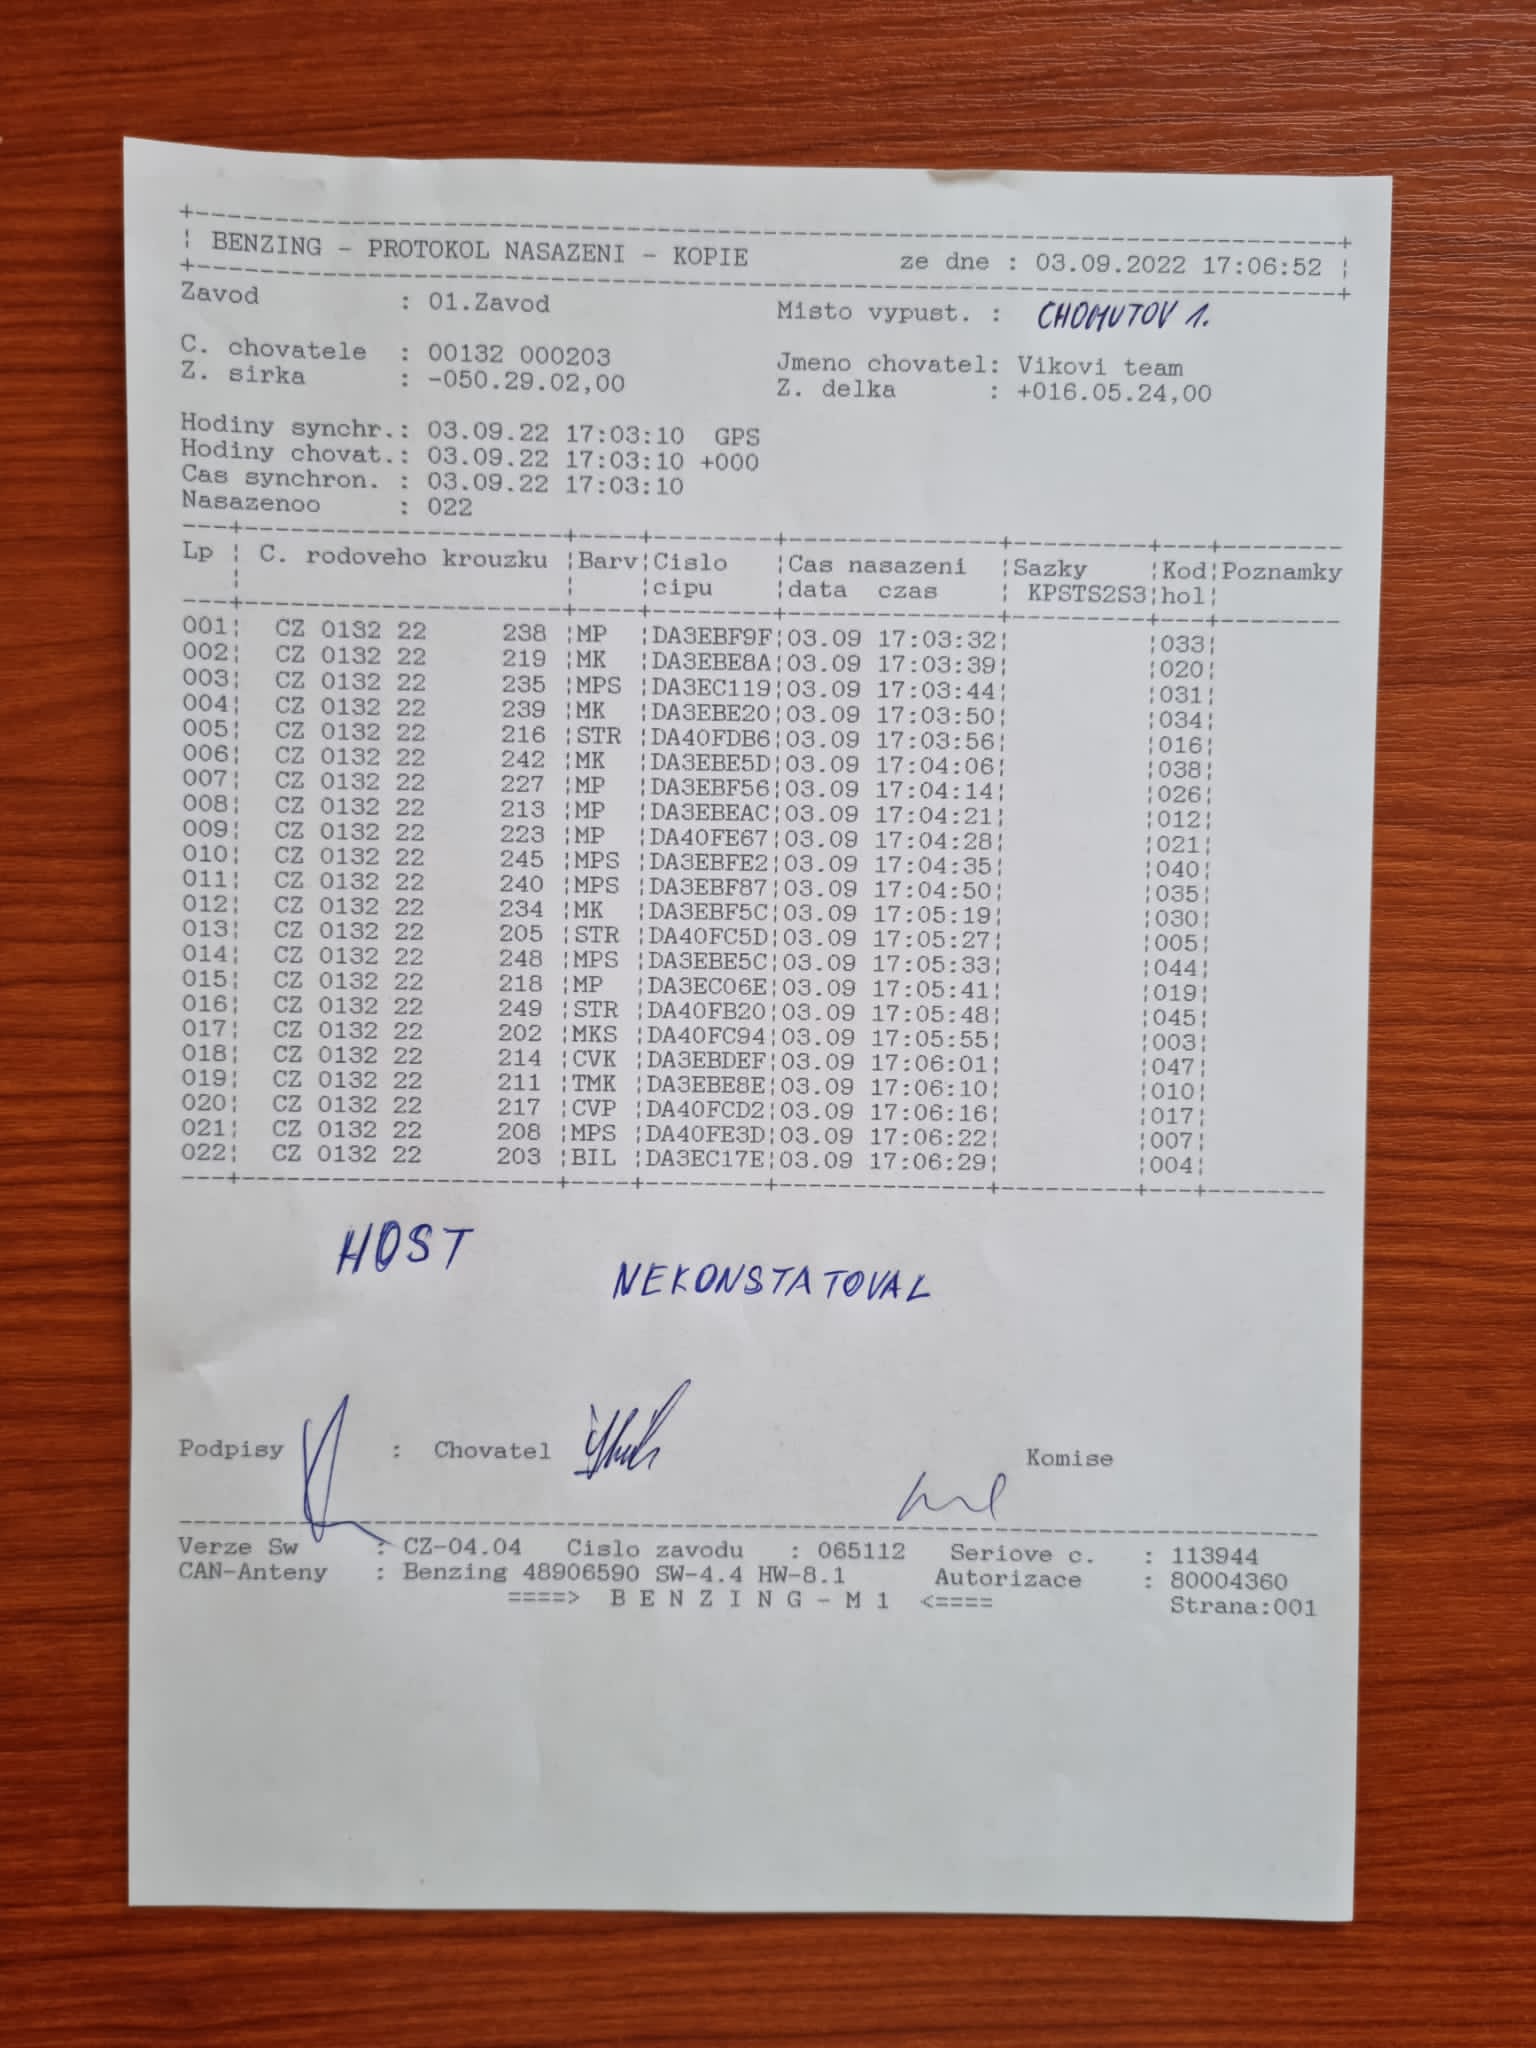 BENZING - PROTOKOL NASAZENI - KOPIE ze dne : 03.09.2022 17:06:52
Zavod : 01.Zavod Misto vypust. : CHOMUTOV 1.
C. chovatele : 00132 000203 Jmeno chovatel: Vikovi team
Z. sirka : -050.29.02,00 Z. delka : +016.05.24,00
Hodiny synchr.: 03.09.22 17:03:10 GPS
Hodiny chovat.: 03.09.22 17:03:10 +000
Cas synchron. : 03.09.22 17:03:10
Nasazenoo : 022
Lp ¦ C. rodoveho krouzku ¦Barv¦Cislo ¦Cas nasazeni ¦Sazky ¦Kod¦Poznamky
¦ ¦ ¦cipu ¦data czas ¦ KPSTS2S3¦hol¦
001¦ CZ 0132 22 238 ¦MP ¦DA3EBF9F¦03.09 17:03:32¦ ¦033¦
002¦ CZ 0132 22 219 ¦MK ¦DA3EBE8A¦03.09 17:03:39¦ ¦020¦
003¦ CZ 0132 22 235 ¦MPS ¦DA3EC119¦03.09 17:03:44¦ ¦031¦
004¦ CZ 0132 22 239 ¦MK ¦DA3EBE20¦03.09 17:03:50¦ ¦034¦
005¦ CZ 0132 22 216 ¦STR ¦DA40FDB6¦03.09 17:03:56¦ ¦016¦
006¦ CZ 0132 22 242 ¦MK ¦DA3EBE5D¦03.09 17:04:06¦ ¦038¦
007¦ CZ 0132 22 227 ¦MP ¦DA3EBF56¦03.09 17:04:14¦ ¦026¦
008¦ CZ 0132 22 213 ¦MP ¦DA3EBEAC¦03.09 17:04:21¦ ¦012¦
009¦ CZ 0132 22 223 ¦MP ¦DA40FE67¦03.09 17:04:28¦ ¦021¦
010¦ CZ 0132 22 245 ¦MPS ¦DA3EBFE2¦03.09 17:04:35¦ ¦040¦
011¦ CZ 0132 22 240 ¦MPS ¦DA3EBF87¦03.09 17:04:50¦ ¦035¦
012¦ CZ 0132 22 234 ¦MK ¦DA3EBF5C¦03.09 17:05:19¦ ¦030¦
013¦ CZ 0132 22 205 ¦STR ¦DA40FC5D¦03.09 17:05:27¦ ¦005¦
014¦ CZ 0132 22 248 ¦MPS ¦DA3EBE5C¦03.09 17:05:33¦ ¦044¦
015¦ CZ 0132 22 218 ¦MP ¦DA3EC06E¦03.09 17:05:41¦ ¦019¦
016¦ CZ 0132 22 249 ¦STR ¦DA40FB20¦03.09 17:05:48¦ ¦045¦
017¦ CZ 0132 22 202 ¦MKS ¦DA40FC94¦03.09 17:05:55¦ ¦003¦
018¦ CZ 0132 22 214 ¦CVK ¦DA3EBDEF¦03.09 17:06:01¦ ¦047¦
019¦ CZ 0132 22 211 ¦TMK ¦DA3EBE8E¦03.09 17:06:10¦ ¦010¦
020¦ CZ 0132 22 217 ¦CVP ¦DA40FCD2¦03.09 17:06:16¦ ¦017¦
021¦ CZ 0132 22 208 ¦MPS ¦DA40FE3D¦03.09 17:06:22¦ ¦007¦
022¦ CZ 0132 22 203 ¦BIL ¦DA3EC17E¦03.09 17:06:29¦ ¦004¦
HOST
NEKONSTATOVAL
Podpisy : Chovatel Komise
Verze Sw : CZ-04.04 Cislo zavodu : 065112 Seriove c. : 113944
CAN-Anteny : Benzing 48906590 SW-4.4 HW-8.1 Autorizace : 80004360
====> B E N Z I N G - M 1 <==== Strana:001